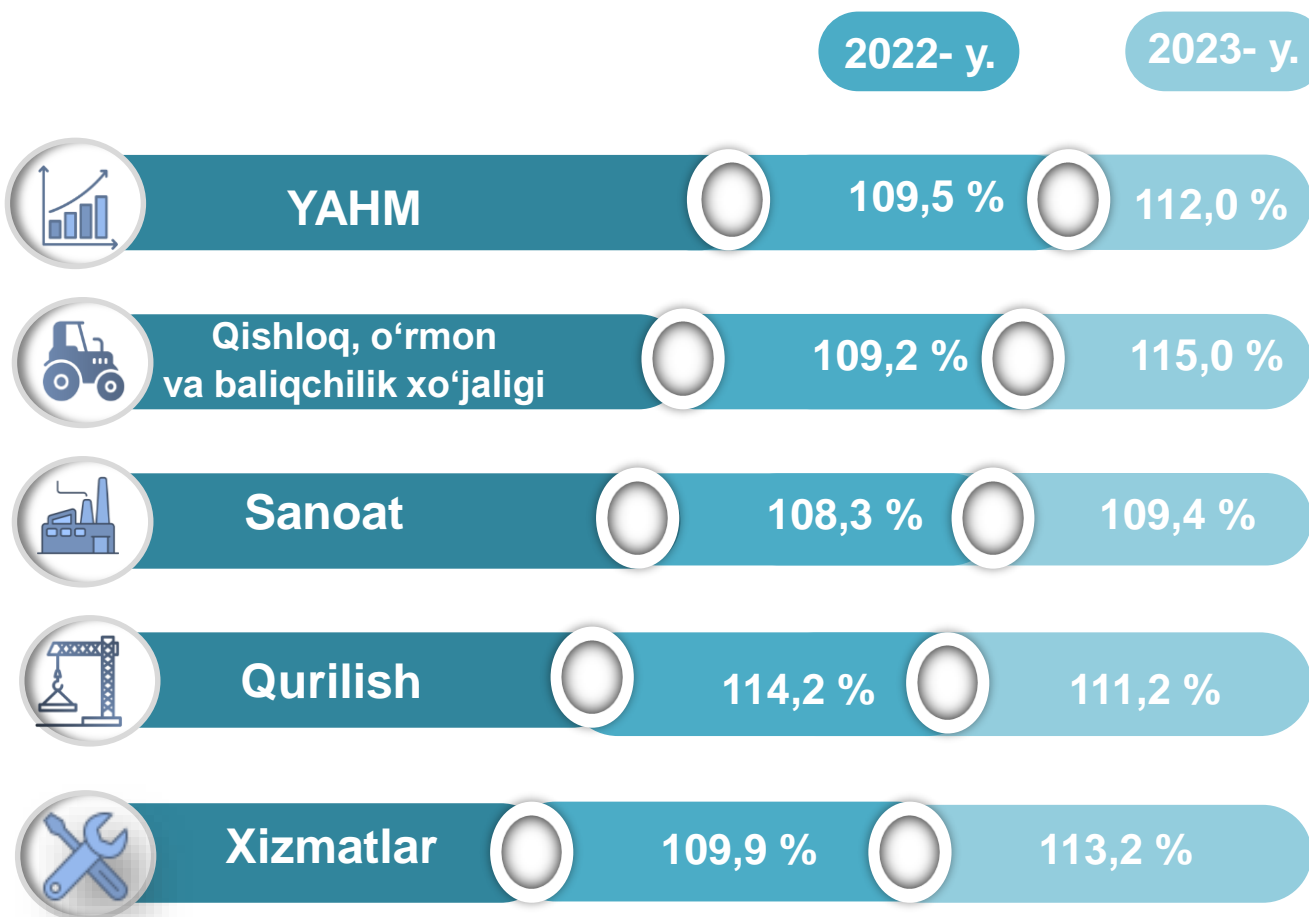 2022- y. 2023- y.
YAHM 109,5 % 112,0 %
Qishloq, o‘rmon
va baliqchilik xo‘jaligi 109,2 % 115,0 %
Sanoat 108,3 % 109,4 %
Qurilish 114,2 % 111,2 %
Xizmatlar 109,9 % 113,2 %